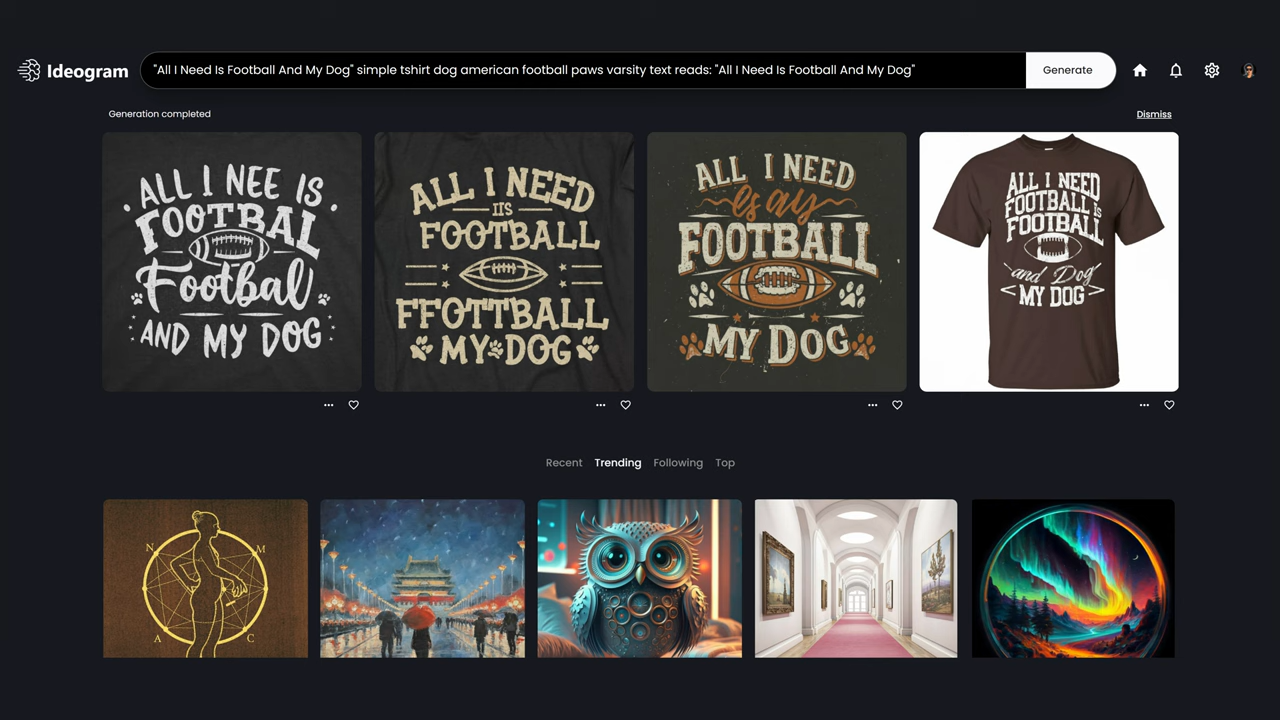 Ideogram
"All I Need Is Football And My Dog" simple tshirt dog american football paws varsity text reads: "All I Need Is Football And My Dog"
Generate
Generation completed
Dismiss
ALL I NEE IS
FOOTBAL
Footbal
AND MY DOG
ALL I NEED
IIS
FOOTBALL
FFOTTBALL
MY DOG
ALL I NEED
Is ay
FOOTBALL
MY DOG
ALL I NEED
FOOTBALL is
FOOTBALL
and Dog
MY DOG
Recent Trending Following Top
N M
A C